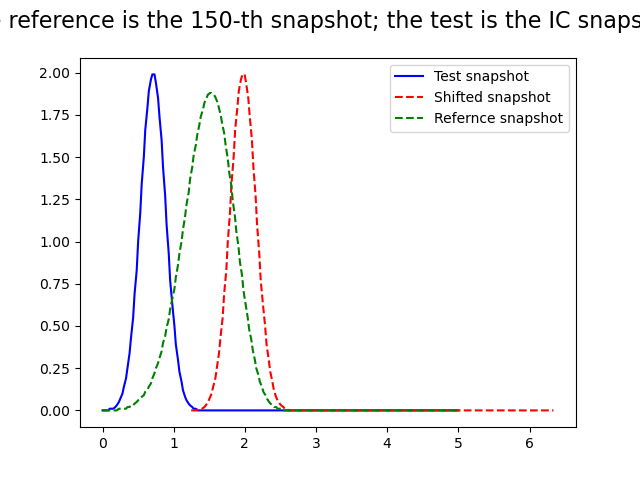 reference is the 150-th snapshot; the test is the IC snaps
Test snapshot
Shifted snapshot
Refernce snapshot
2.00
1.75
1.50
1.25
1.00
0.75
0.50
0.25
0.00
0 1 2 3 4 5 6